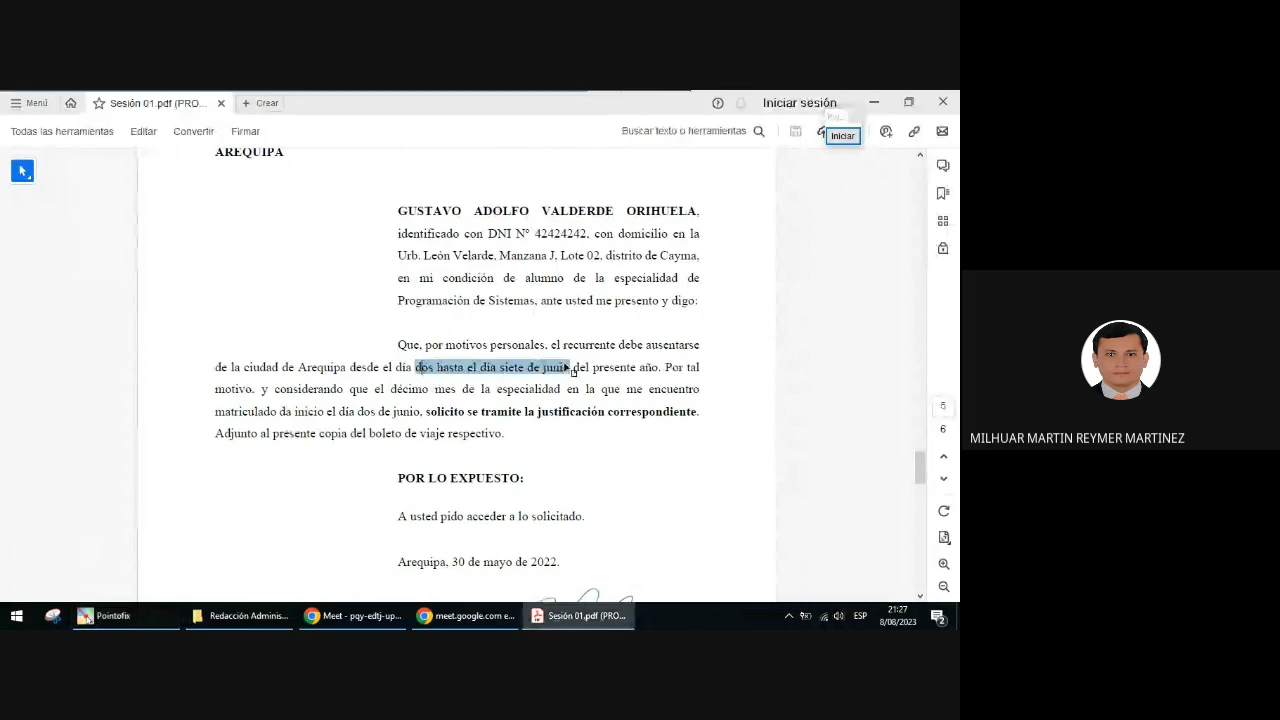 Menú
Sesión 01.pdf (PRO...
Crear
Iniciar sesión
Todas las herramientas
Editar
Convertir
Firmar
Buscar texto o herramientas
Iniciar
AREQUIPA
GUSTAVO ADOLFO VALDERDE ORIHUELA,
identificado con DNI Nº 42424242, con domicilio en la
Urb. León Velarde, Manzana J, Lote 02, distrito de Cayma,
en mi condición de alumno de la especialidad de
Programación de Sistemas, ante usted me presento y digo:
Que, por motivos personales, el recurrente debe ausentarse
de la ciudad de Arequipa desde el día dos hasta el día siete de junio del presente año. Por tal
motivo, y considerando que el décimo mes de la especialidad en la que me encuentro
matriculado da inicio el día dos de junio, solicito se tramite la justificación correspondiente.
Adjunto al presente copia del boleto de viaje respectivo.
POR LO EXPUESTO:
A usted pido acceder a lo solicitado.
Arequipa, 30 de mayo de 2022.
5
6
MILHUAR MARTIN REYMER MARTINEZ
Pointofix
Redacción Adminis...
Meet - pqy-edtj-up...
meet.google.com e...
Sesión 01.pdf (PRO...
ESP
21:27
8/08/2023
2